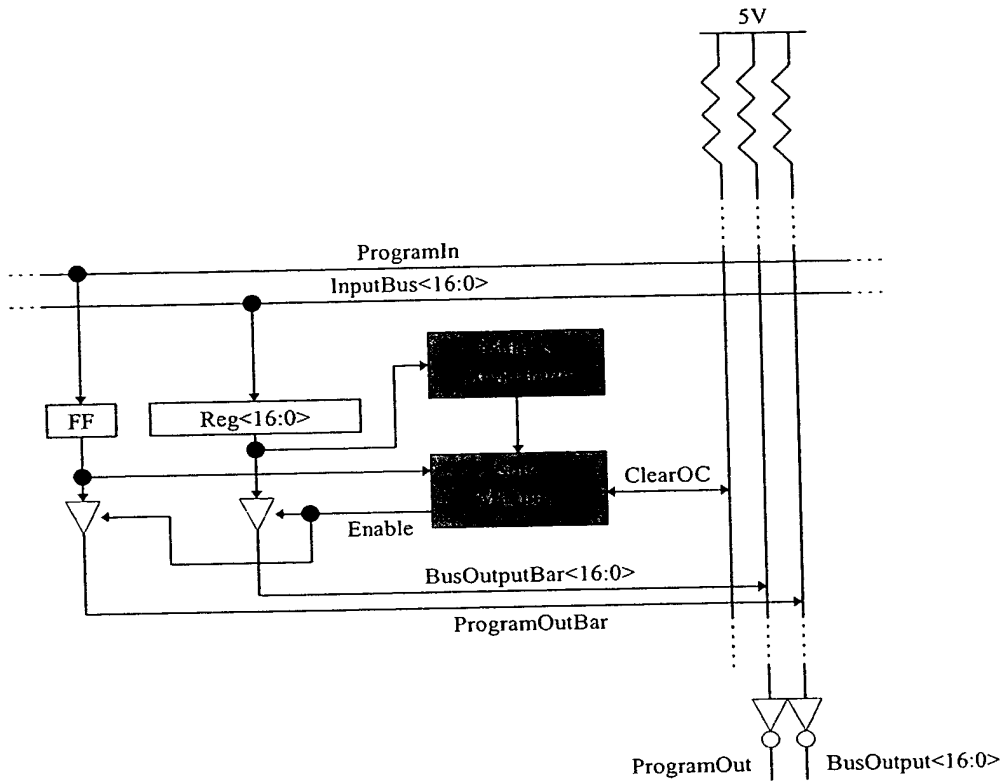 5V
ProgramIn
InputBus<16:0>
FF
Reg<16:0>
ClearOC
Enable
BusOutputBar<16:0>
ProgramOutBar
ProgramOut
BusOutput<16:0>